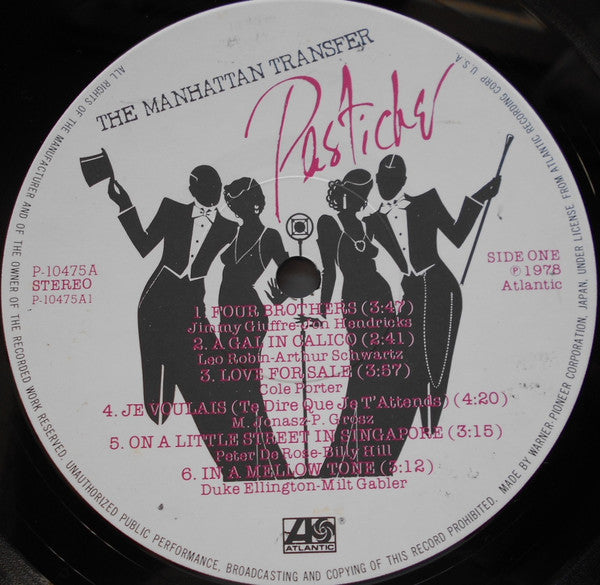 THE MANHATTAN TRANSFER
Pastiche
P-10475A
STEREO
P-10475A1
SIDE ONE
℗ 1978
Atlantic
1. FOUR BROTHERS (3:47)
Jimmy Giuffre-Jon Hendricks
2. A GAL IN CALICO (2:41)
Leo Robin-Arthur Schwartz
3. LOVE FOR SALE (3:57)
Cole Porter
4. JE VOULAIS (Te Dire Que Je T'Attends) (4:20)
M. Jonasz-P. Grosz
5. ON A LITTLE STREET IN SINGAPORE (3:15)
Peter De Rose-Billy Hill
6. IN A MELLOW TONE (3:12)
Duke Ellington-Milt Gabler
ATLANTIC
ALL RIGHTS OF THE MANUFACTURER AND OF THE OWNER OF THE RECORDED WORK RESERVED. UNAUTHORIZED PUBLIC PERFORMANCE, BROADCASTING AND COPYING OF THIS RECORD PROHIBITED. MADE BY WARNER-PIONEER CORPORATION, JAPAN, UNDER LICENSE FROM ATLANTIC RECORDING CORP. U.S.A.